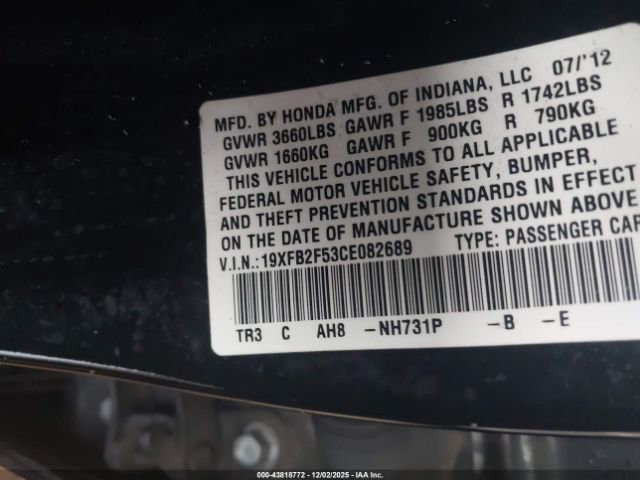 MFD. BY HONDA MFG. OF INDIANA, LLC 07/'12
GVWR 3660LBS GAWR F 1985LBS R 1742LBS
GVWR 1660KG GAWR F 900KG R 790KG
THIS VEHICLE CONFORMS TO ALL APPLICABLE
FEDERAL MOTOR VEHICLE SAFETY, BUMPER,
AND THEFT PREVENTION STANDARDS IN EFFECT
ON THE DATE OF MANUFACTURE SHOWN ABOVE
V.I.N.: 19XFB2F53CE082689 TYPE: PASSENGER CAR
TR3 C AH8 -NH731P -B -E
00-43818772 | 12/02/2025 - IAA Inc.